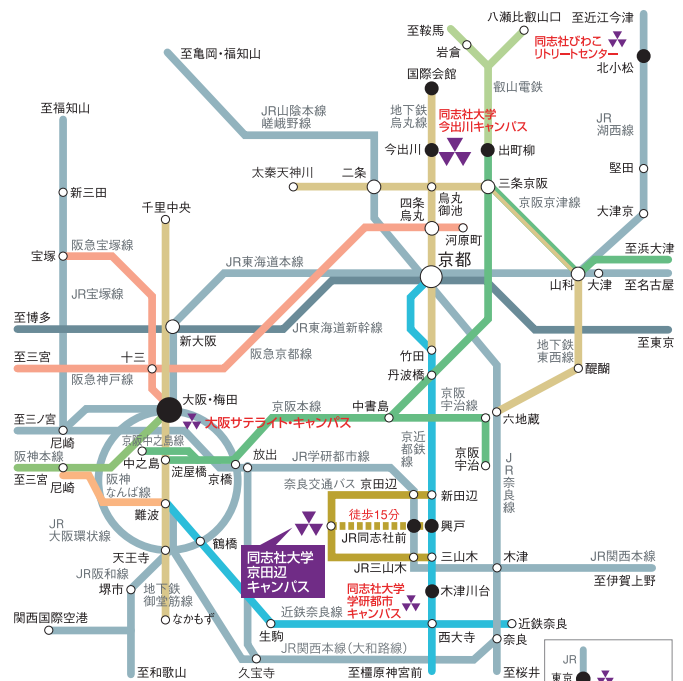 八瀬比叡山口
至近江今津
至鞍馬
岩倉
同志社びわこ
リトリートセンター
北小松
至亀岡・福知山
国際会館
叡山電鉄
至福知山
JR山陰本線
嵯峨野線
地下鉄
烏丸線
同志社大学
今出川キャンパス
JR
湖西線
今出川
出町柳
太秦天神川
二条
三条京阪
堅田
新三田
千里中央
四条
烏丸
烏丸
御池
京阪京津線
大津京
河原町
阪急宝塚線
宝塚
京都
至浜大津
JR東海道本線
山科
大津
至名古屋
JR宝塚線
至博多
新大阪
JR東海道新幹線
至東京
地下鉄
東西線
至三宮
十三
阪急京都線
竹田
醍醐
阪急神戸線
丹波橋
大阪・梅田
京阪本線
中書島
京阪
宇治線
六地蔵
至三ノ宮
尼崎
大阪サテライト・キャンパス
京阪中之島線
近鉄
京都線
京阪
宇治
阪神本線
中之島
淀屋橋
京橋
放出
JR学研都市線
JR奈良線
至三宮
尼崎
阪神
なんば線
奈良交通バス
京田辺
新田辺
難波
徒歩15分
興戸
JR同志社前
JR
大阪環状線
鶴橋
同志社大学
京田辺
キャンパス
天王寺
三山木
JR三山木
木津
JR関西本線
至伊賀上野
JR阪和線
堺市
地下鉄
御堂筋線
同志社大学
学研都市
キャンパス
木津川台
関西国際空港
なかもず
近鉄奈良線
生駒
西大寺
近鉄奈良
奈良
JR関西本線(大和路線)
久宝寺
至和歌山
至橿原神宮前
至桜井
JR
東京